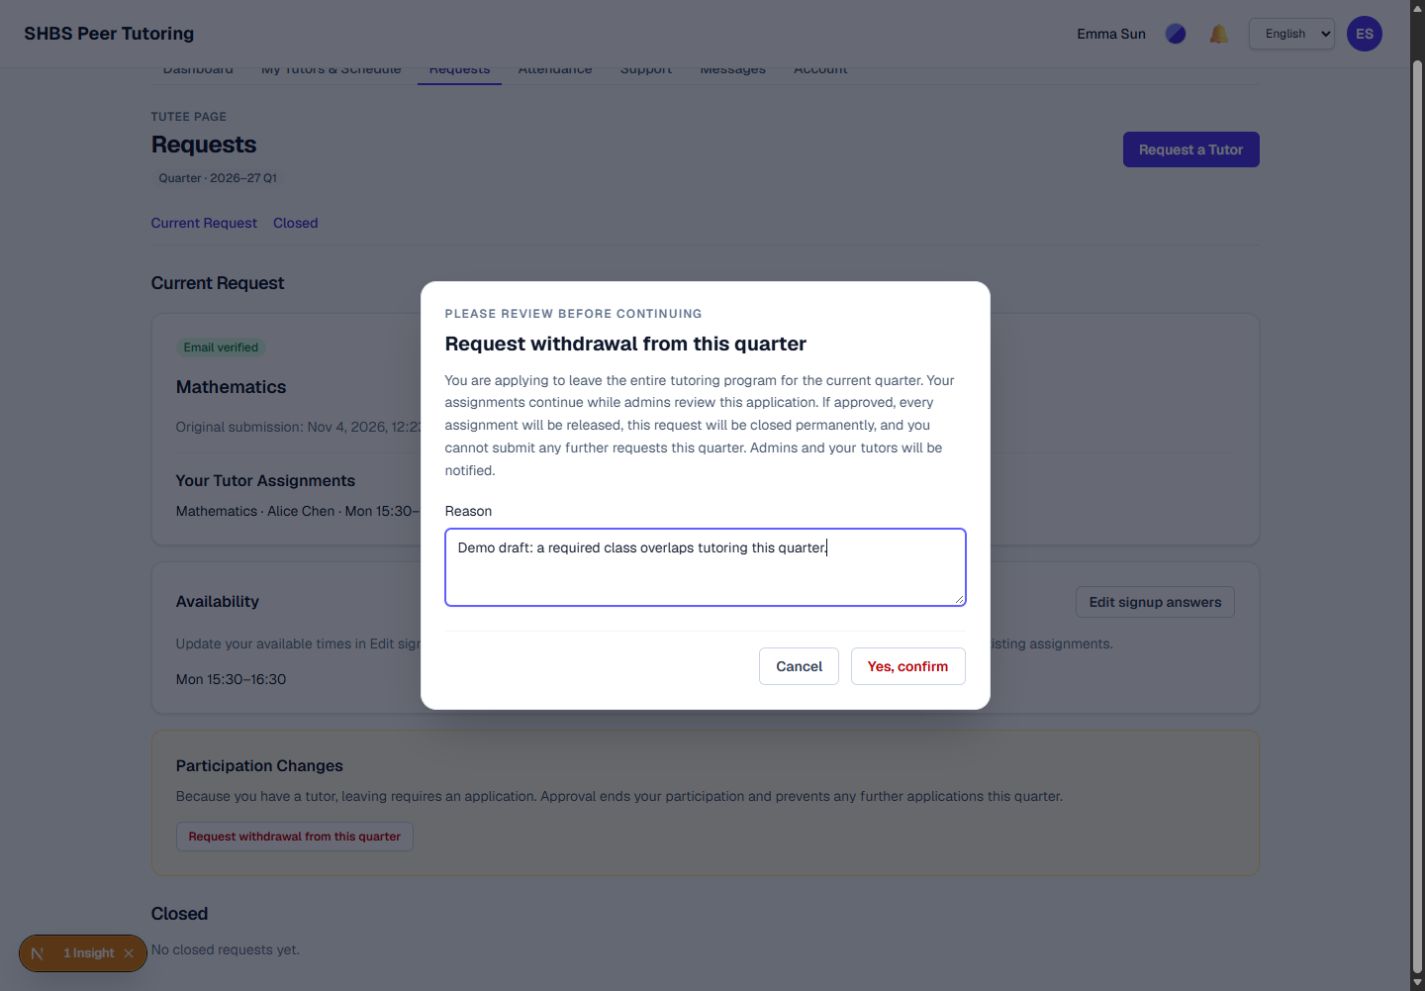 SHBS Peer Tutoring
Emma Sun
English
ES
Dashboard
My Tutors & Schedule
Requests
Attendance
Support
Messages
Account
TUTEE PAGE
Requests
Request a Tutor
Quarter · 2026–27 Q1
Current Request
Closed
Current Request
Email verified
Mathematics
Original submission: Nov 4, 2026, 12:2
Your Tutor Assignments
Mathematics · Alice Chen · Mon 15:30–
PLEASE REVIEW BEFORE CONTINUING
Request withdrawal from this quarter
You are applying to leave the entire tutoring program for the current quarter. Your
assignments continue while admins review this application. If approved, every
assignment will be released, this request will be closed permanently, and you
cannot submit any further requests this quarter. Admins and your tutors will be
notified.
Reason
Demo draft: a required class overlaps tutoring this quarter.
Cancel
Yes, confirm
Availability
Edit signup answers
Update your available times in Edit sig
isting assignments.
Mon 15:30–16:30
Participation Changes
Because you have a tutor, leaving requires an application. Approval ends your participation and prevents any further applications this quarter.
Request withdrawal from this quarter
Closed
No closed requests yet.
N
1 Insight